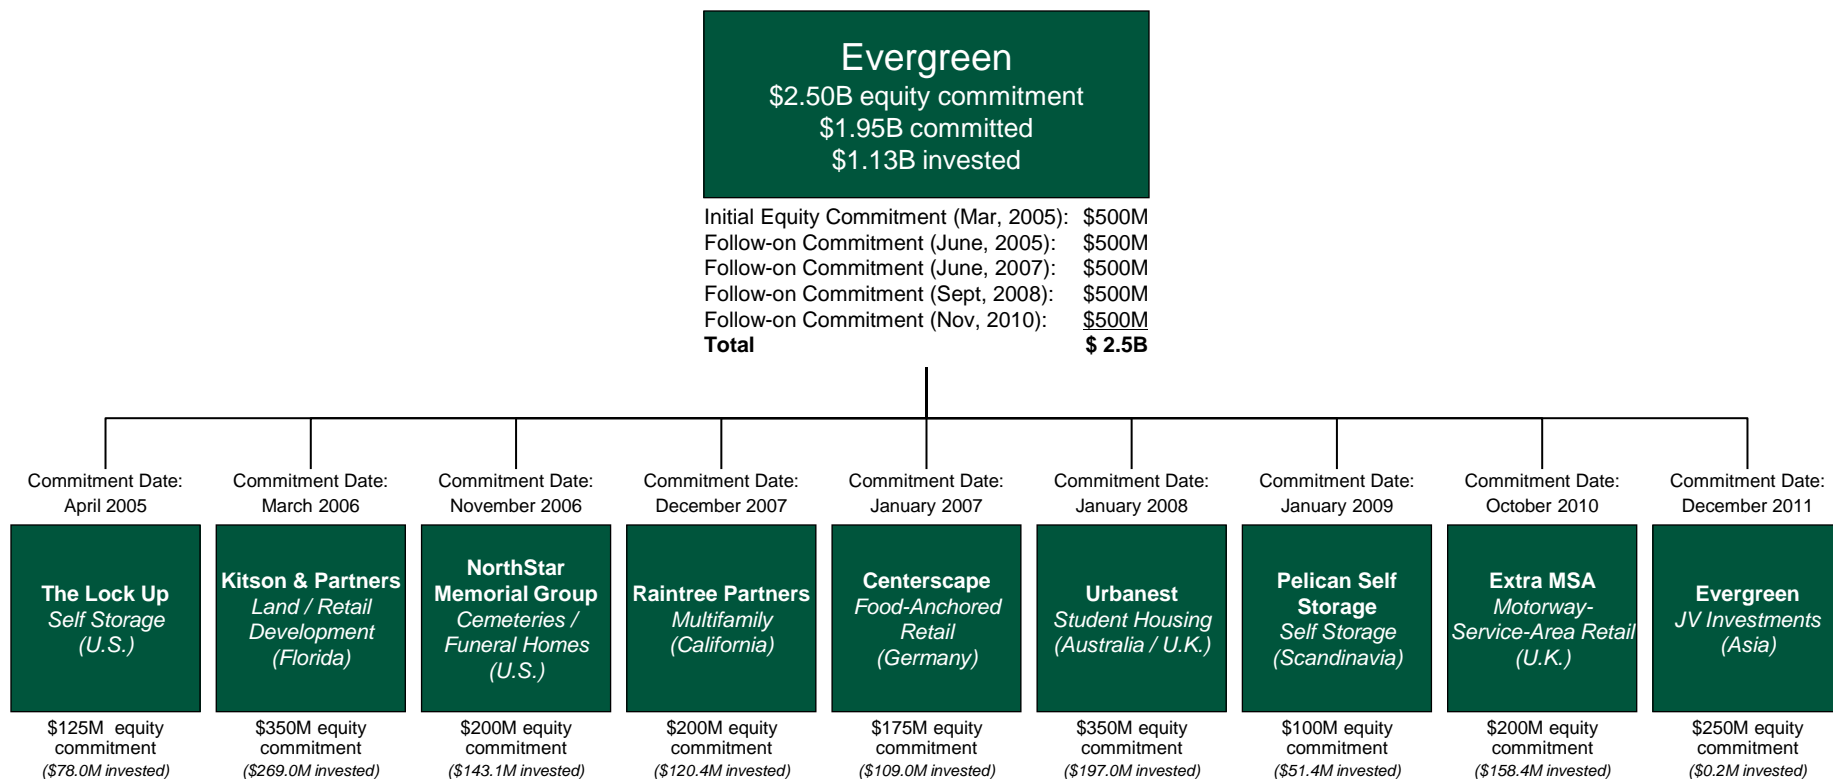 Evergreen
$2.50B equity commitment
$1.95B committed
$1.13B invested
Initial Equity Commitment (Mar, 2005): $500M
Follow-on Commitment (June, 2005): $500M
Follow-on Commitment (June, 2007): $500M
Follow-on Commitment (Sept, 2008): $500M
Follow-on Commitment (Nov, 2010): $500M
Total $ 2.5B
Commitment Date:
April 2005
The Lock Up
Self Storage
(U.S.)
$125M equity
commitment
($78.0M invested)
Commitment Date:
March 2006
Kitson & Partners
Land / Retail
Development
(Florida)
$350M equity
commitment
($269.0M invested)
Commitment Date:
November 2006
NorthStar
Memorial Group
Cemeteries /
Funeral Homes
(U.S.)
$200M equity
commitment
($143.1M invested)
Commitment Date:
December 2007
Raintree Partners
Multifamily
(California)
$200M equity
commitment
($120.4M invested)
Commitment Date:
January 2007
Centerscape
Food-Anchored
Retail
(Germany)
$175M equity
commitment
($109.0M invested)
Commitment Date:
January 2008
Urbanest
Student Housing
(Australia / U.K.)
$350M equity
commitment
($197.0M invested)
Commitment Date:
January 2009
Pelican Self
Storage
Self Storage
(Scandinavia)
$100M equity
commitment
($51.4M invested)
Commitment Date:
October 2010
Extra MSA
Motorway-
Service-Area Retail
(U.K.)
$200M equity
commitment
($158.4M invested)
Commitment Date:
December 2011
Evergreen
JV Investments
(Asia)
$250M equity
commitment
($0.2M invested)